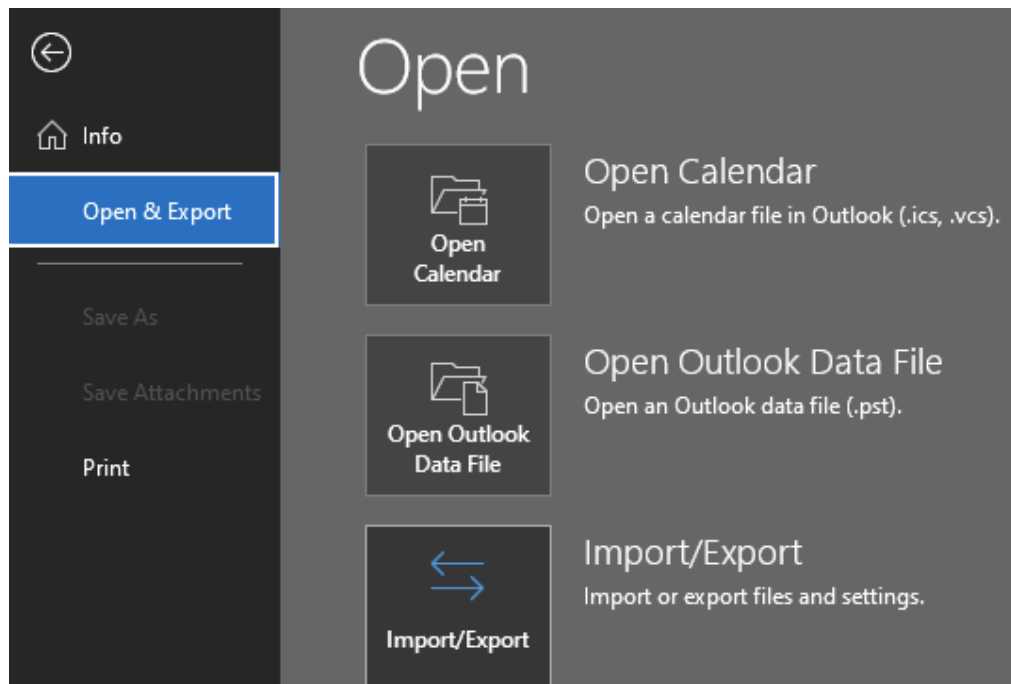 Open
Info
Open & Export
Save As
Save Attachments
Print
Open
Calendar
Open Calendar
Open a calendar file in Outlook (.ics, .vcs).
Open Outlook
Data File
Open Outlook Data File
Open an Outlook data file (.pst).
Import/Export
Import/Export
Import or export files and settings.